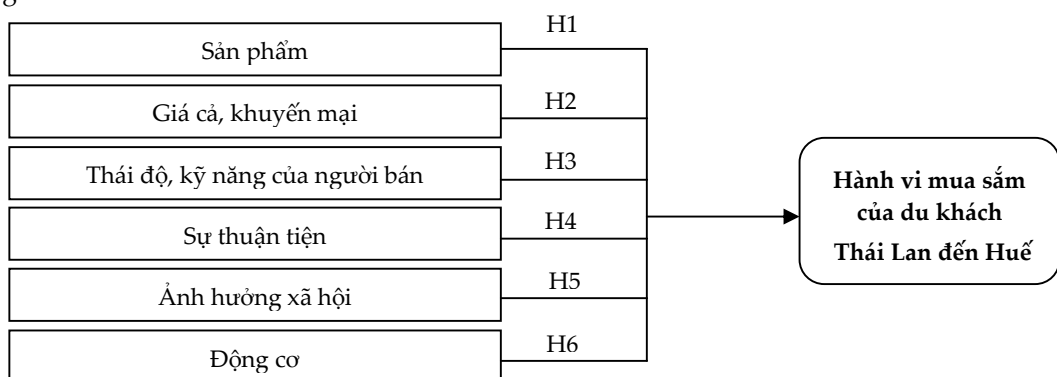 g
H1
Sản phẩm
H2
Giá cả, khuyến mại
H3
Thái độ, kỹ năng của người bán
H4
Sự thuận tiện
H5
Ảnh hưởng xã hội
H6
Động cơ
Hành vi mua sắm
của du khách
Thái Lan đến Huế